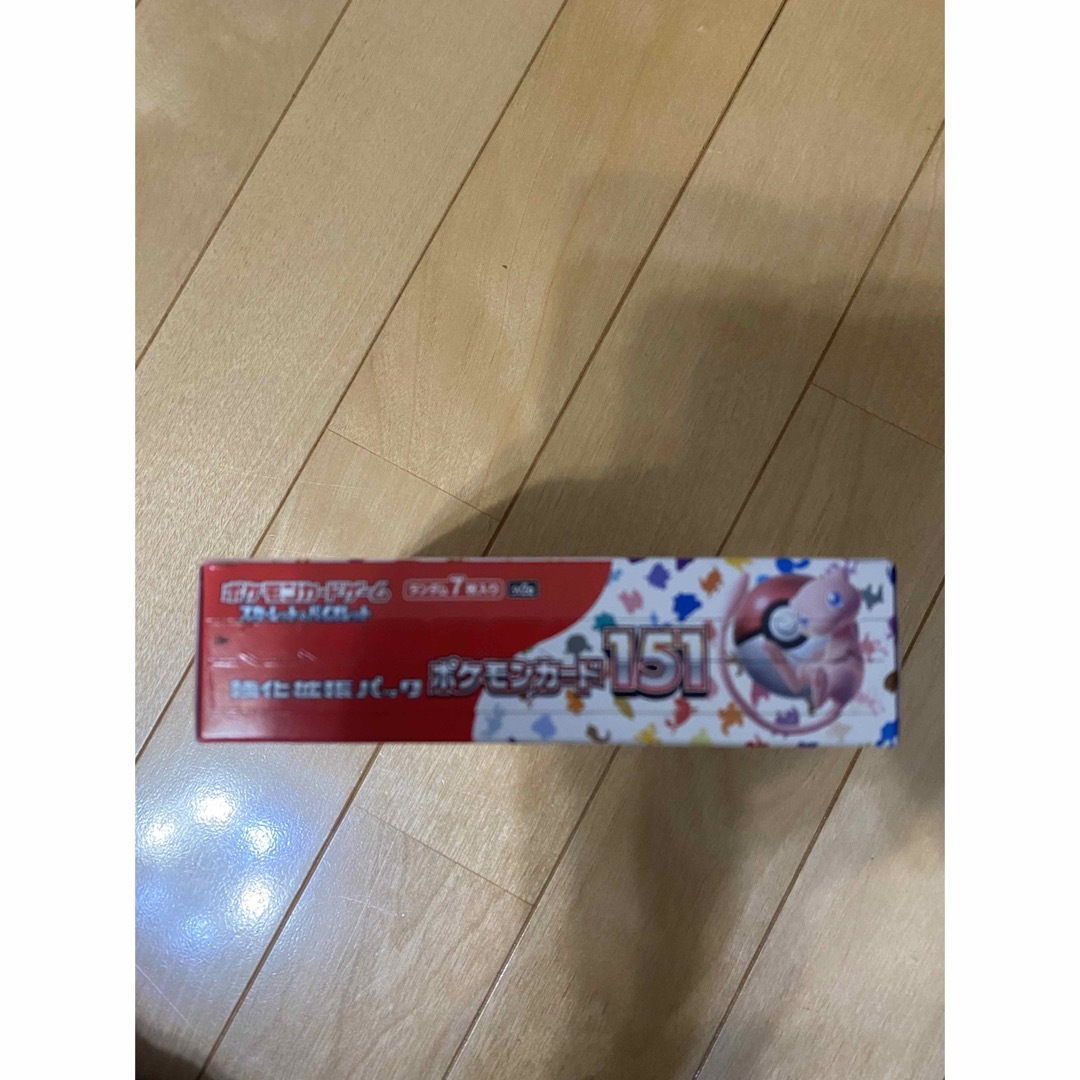 ポケモンカードゲーム ランダム7枚入り sv2a
スカーレット&バイオレット
強化拡張パック ポケモンカード151